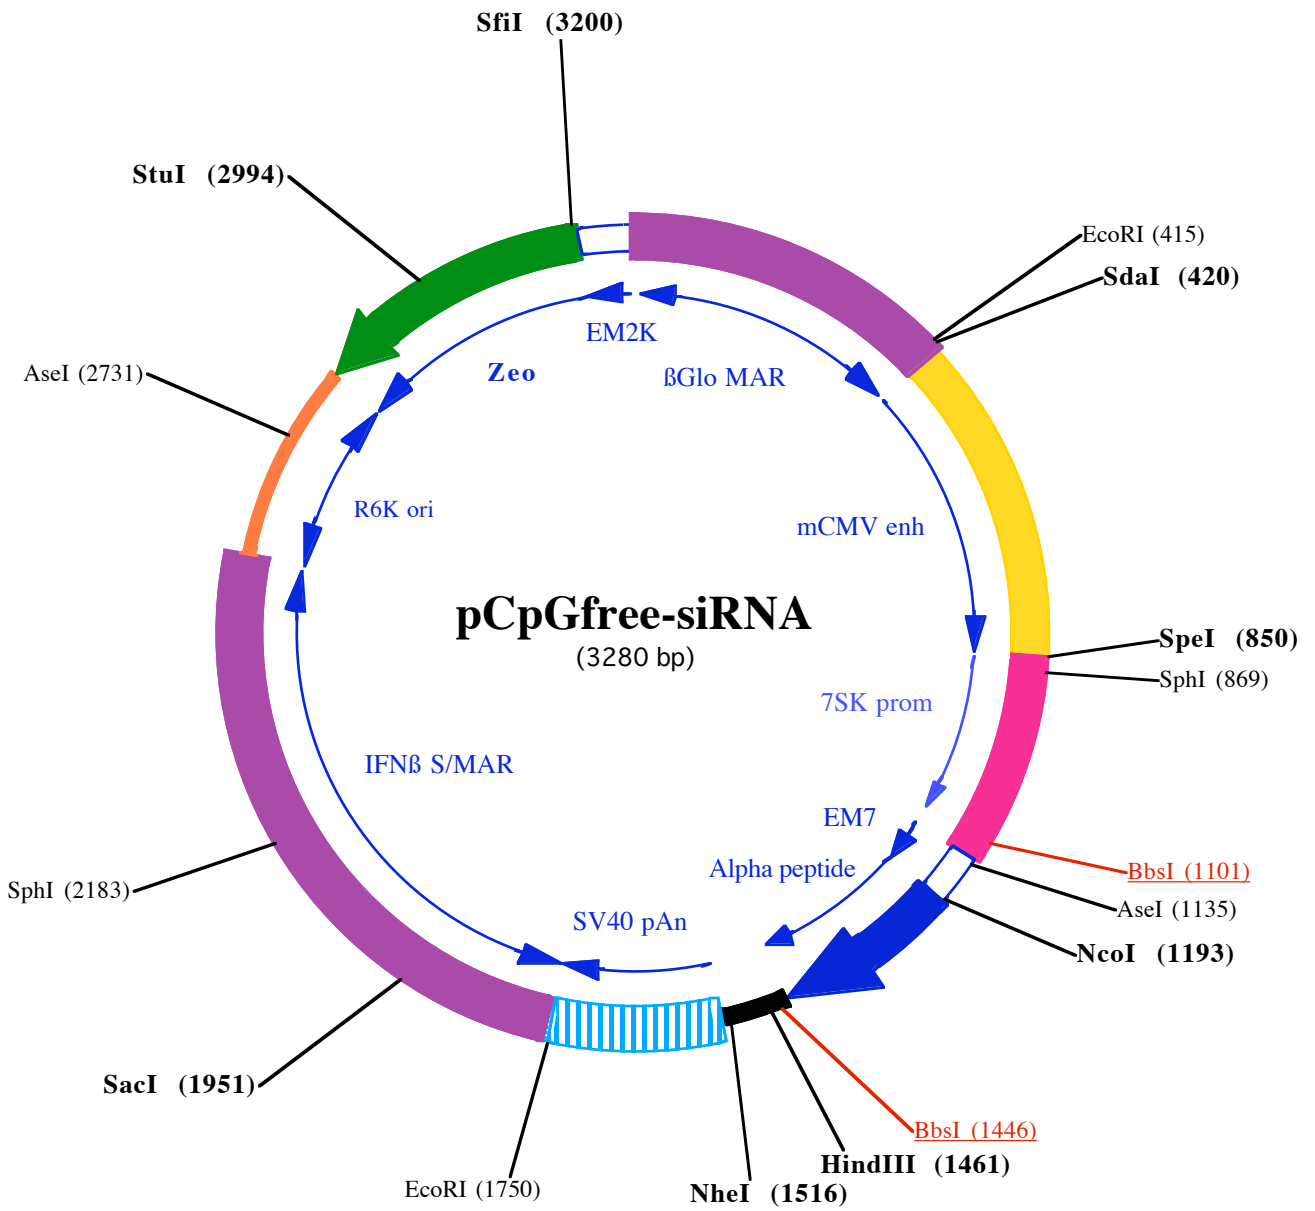 SfiI (3200)
StuI (2994)
EcoRI (415)
SdaI (420)
EM2K
Zeo
ßGlo MAR
AseI (2731)
R6K ori
mCMV enh
pCpGfree-siRNA
(3280 bp)
SpeI (850)
SphI (869)
7SK prom
IFNß S/MAR
EM7
Alpha peptide
BbsI (1101)
SphI (2183)
AseI (1135)
SV40 pAn
NcoI (1193)
SacI (1951)
BbsI (1446)
HindIII (1461)
EcoRI (1750)
NheI (1516)